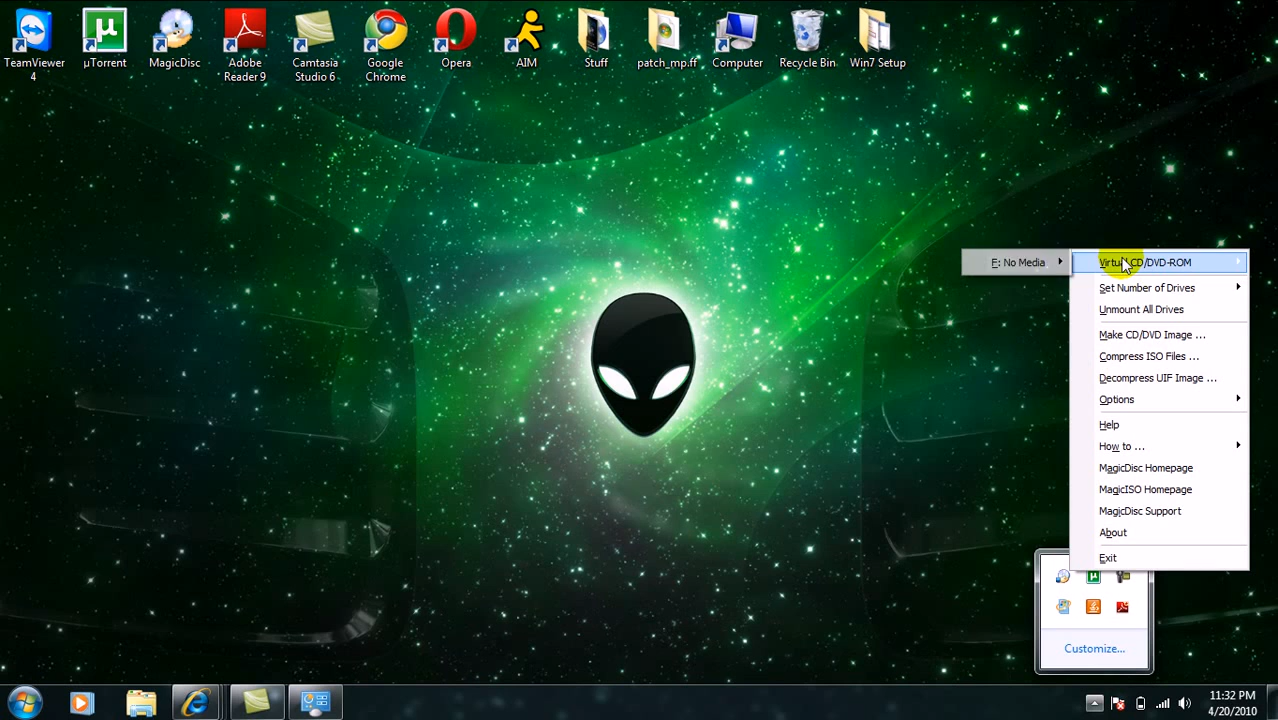 TeamViewer
4
µTorrent
MagicDisc
Adobe
Reader 9
Camtasia
Studio 6
Google
Chrome
Opera
AIM
Stuff
patch_mp.ff
Computer
Recycle Bin
Win7 Setup
F: No Media
Virtual CD/DVD-ROM
Set Number of Drives
Unmount All Drives
Make CD/DVD Image ...
Compress ISO Files ...
Decompress UIF Image ...
Options
Help
How to ...
MagicDisc Homepage
MagicISO Homepage
MagicDisc Support
About
Exit
Customize...
11:32 PM
4/20/2010